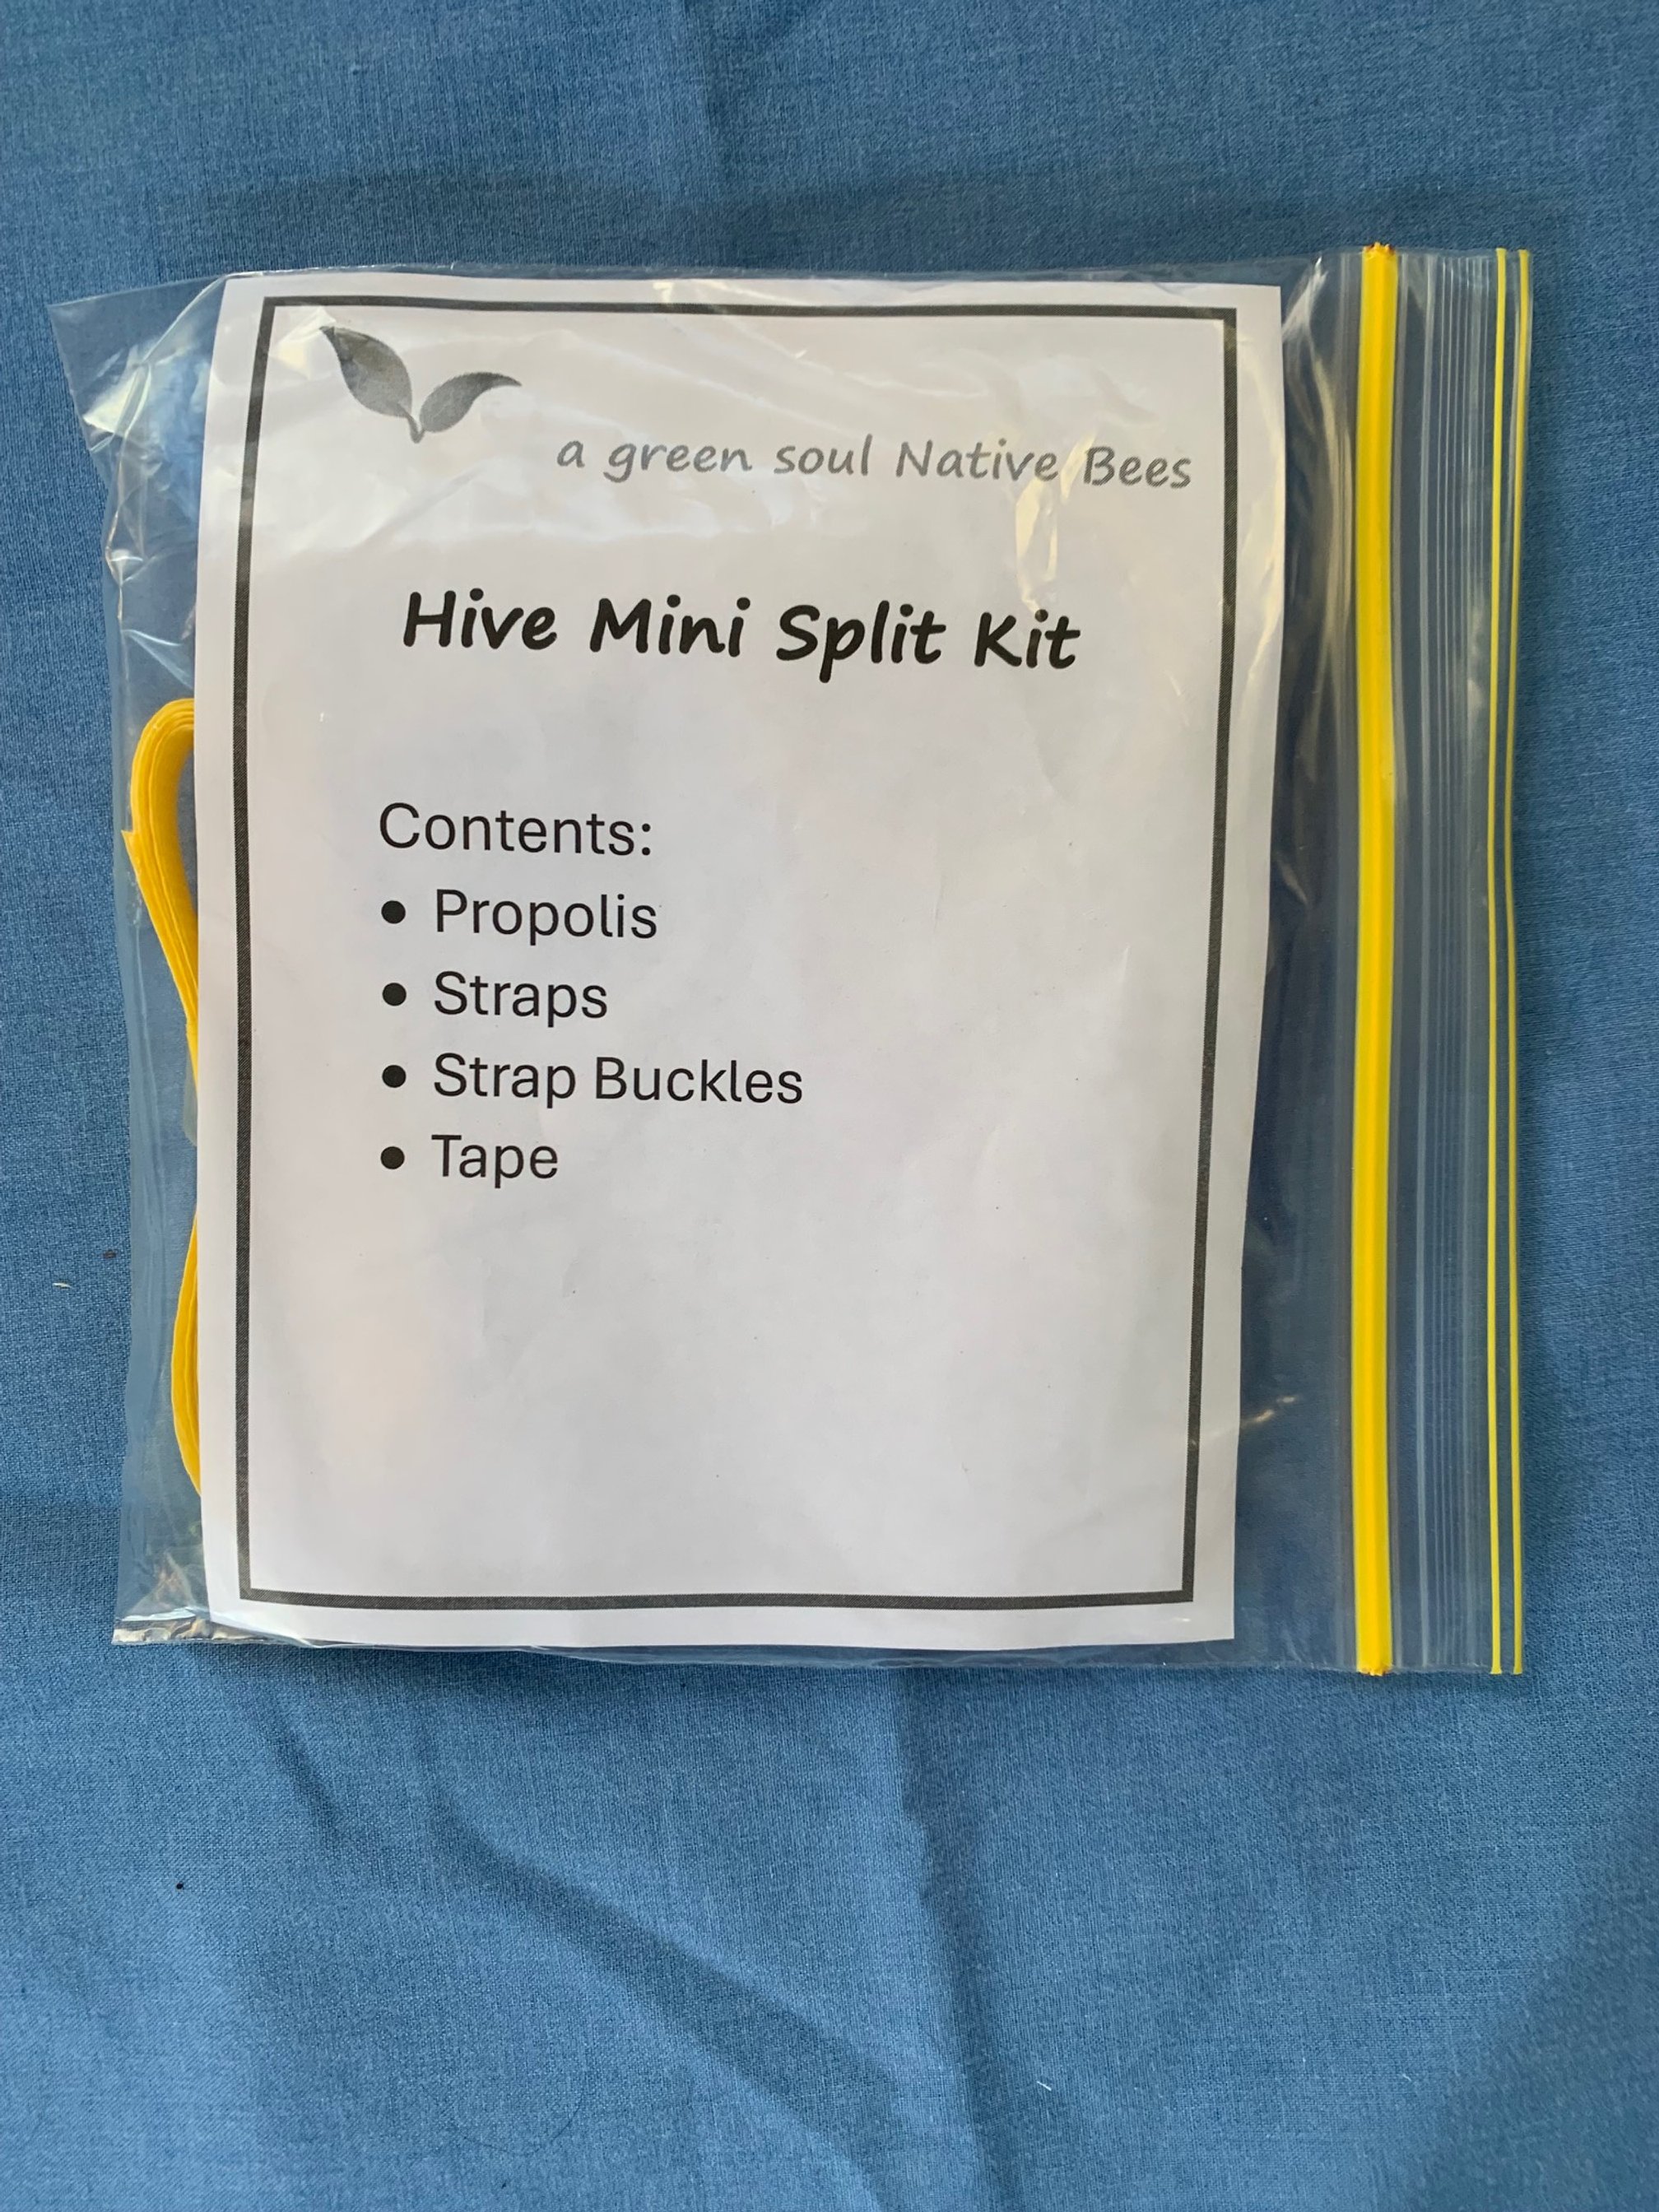 a green soul Native Bees
Hive Mini Split Kit
Contents:
• Propolis
• Straps
• Strap Buckles
• Tape